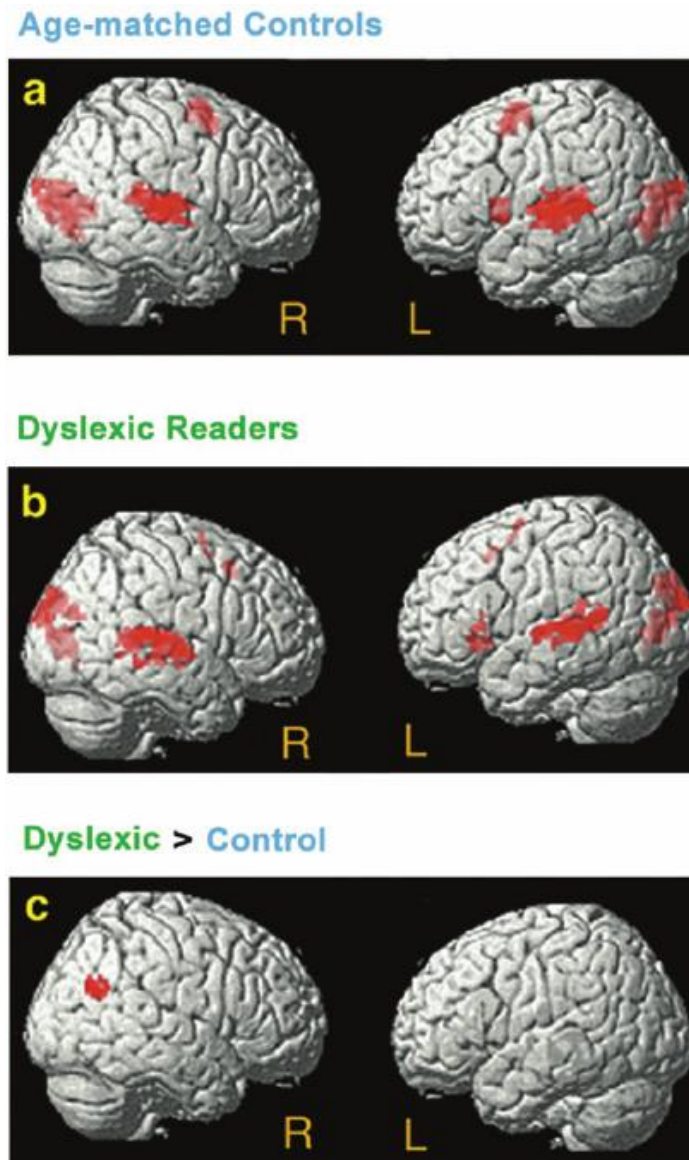 Age-matched Controls
a
R L
Dyslexic Readers
b
R L
Dyslexic > Control
c
R L